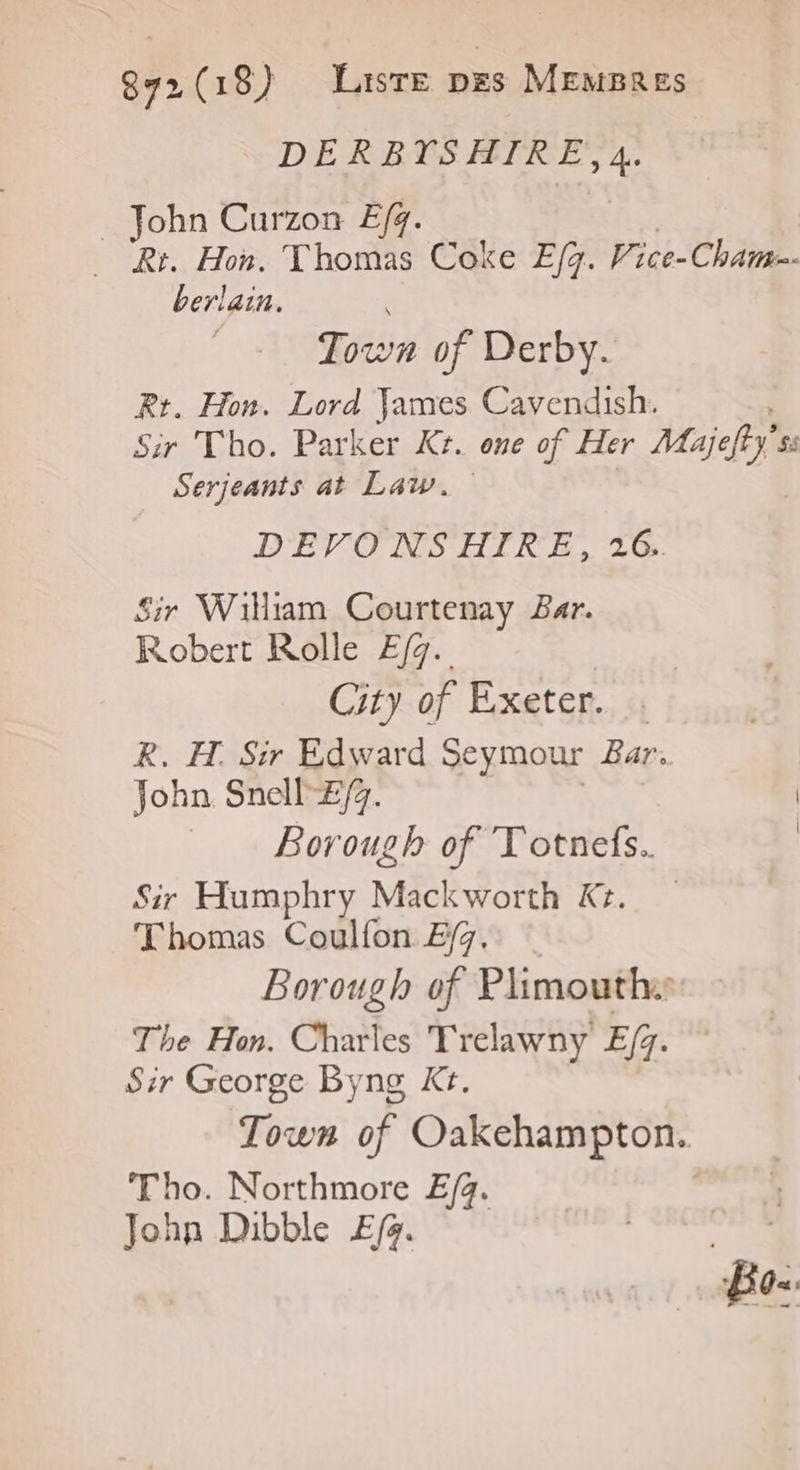 892 (18) LISTE DES MEMBRES
DERBYSHIRE, 4.
John Curzon Eſq.
Rt. Hon. Thomas Coke Eſq. Vice-Cham-
berlain.
Town of Derby.
Rt. Hon. Lord James Cavendish.
Sir Tho. Parker Kt. one of Her Majeſty's
Serjeants at Law.
DEVONSHIRE, 26.
Sir William Courtenay Bar.
Robert Rolle Eſq.
City of Exeter.
R. H. Sir Edward Seymour Bar.
John Snell Eſq.
Borough of Totneſs.
Sir Humphry Mackworth Kt.
Thomas Coulſon Eſq.
Borough of Plimouth.
The Hon. Charles Trelawny Eſq.
Sir George Byng Kt.
Town of Oakehampton.
Tho. Northmore Eſq.
John Dibble Eſq.
Bo-